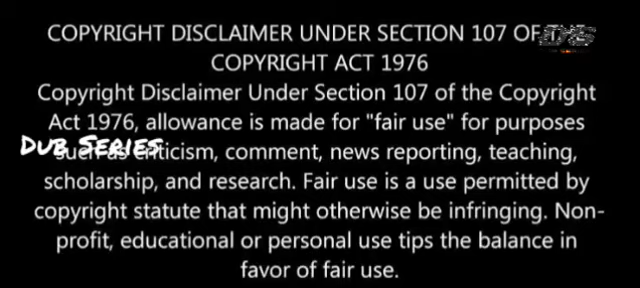 COPYRIGHT DISCLAIMER UNDER SECTION 107 OF
COPYRIGHT ACT 1976
Copyright Disclaimer Under Section 107 of the Copyright
Act 1976, allowance is made for "fair use" for purposes
Dub Series
such as criticism, comment, news reporting, teaching,
scholarship, and research. Fair use is a use permitted by
copyright statute that might otherwise be infringing. Non-
profit, educational or personal use tips the balance in
favor of fair use.